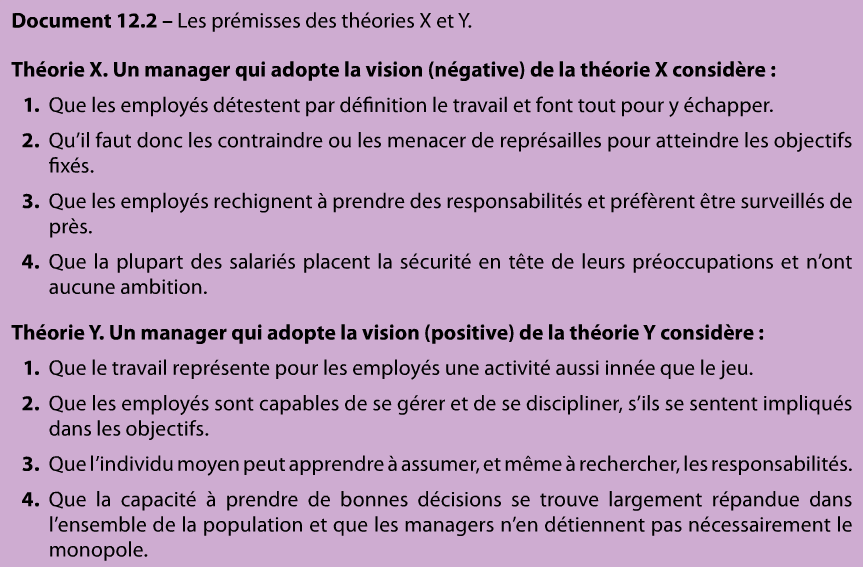 Document 12.2 – Les prémisses des théories X et Y.
Théorie X. Un manager qui adopte la vision (négative) de la théorie X considère :
1. Que les employés détestent par définition le travail et font tout pour y échapper.
2. Qu’il faut donc les contraindre ou les menacer de représailles pour atteindre les objectifs
fixés.
3. Que les employés rechignent à prendre des responsabilités et préfèrent être surveillés de
près.
4. Que la plupart des salariés placent la sécurité en tête de leurs préoccupations et n’ont
aucune ambition.
Théorie Y. Un manager qui adopte la vision (positive) de la théorie Y considère :
1. Que le travail représente pour les employés une activité aussi innée que le jeu.
2. Que les employés sont capables de se gérer et de se discipliner, s’ils se sentent impliqués
dans les objectifs.
3. Que l’individu moyen peut apprendre à assumer, et même à rechercher, les responsabilités.
4. Que la capacité à prendre de bonnes décisions se trouve largement répandue dans
l’ensemble de la population et que les managers n’en détiennent pas nécessairement le
monopole.